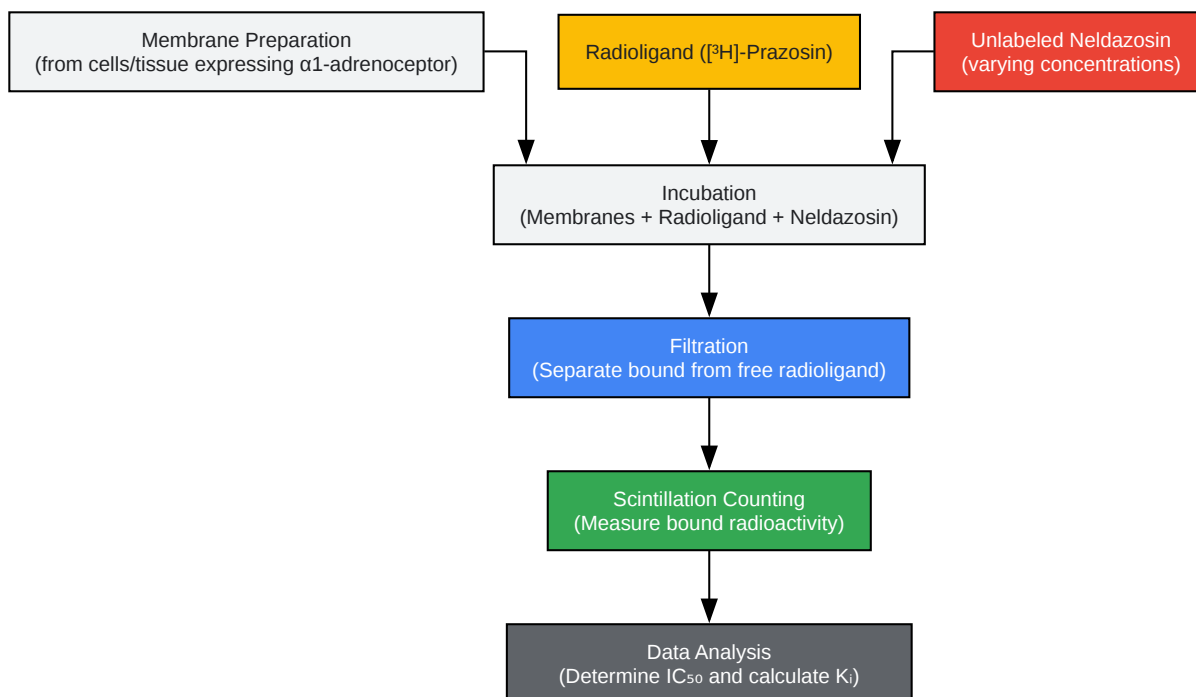 Membrane Preparation
(from cells/tissue expressing α1-adrenoceptor)
Radioligand ([³H]-Prazosin)
Unlabeled Neldazosin
(varying concentrations)
Incubation
(Membranes + Radioligand + Neldazosin)
Filtration
(Separate bound from free radioligand)
Scintillation Counting
(Measure bound radioactivity)
Data Analysis
(Determine IC₅₀ and calculate Kᵢ)